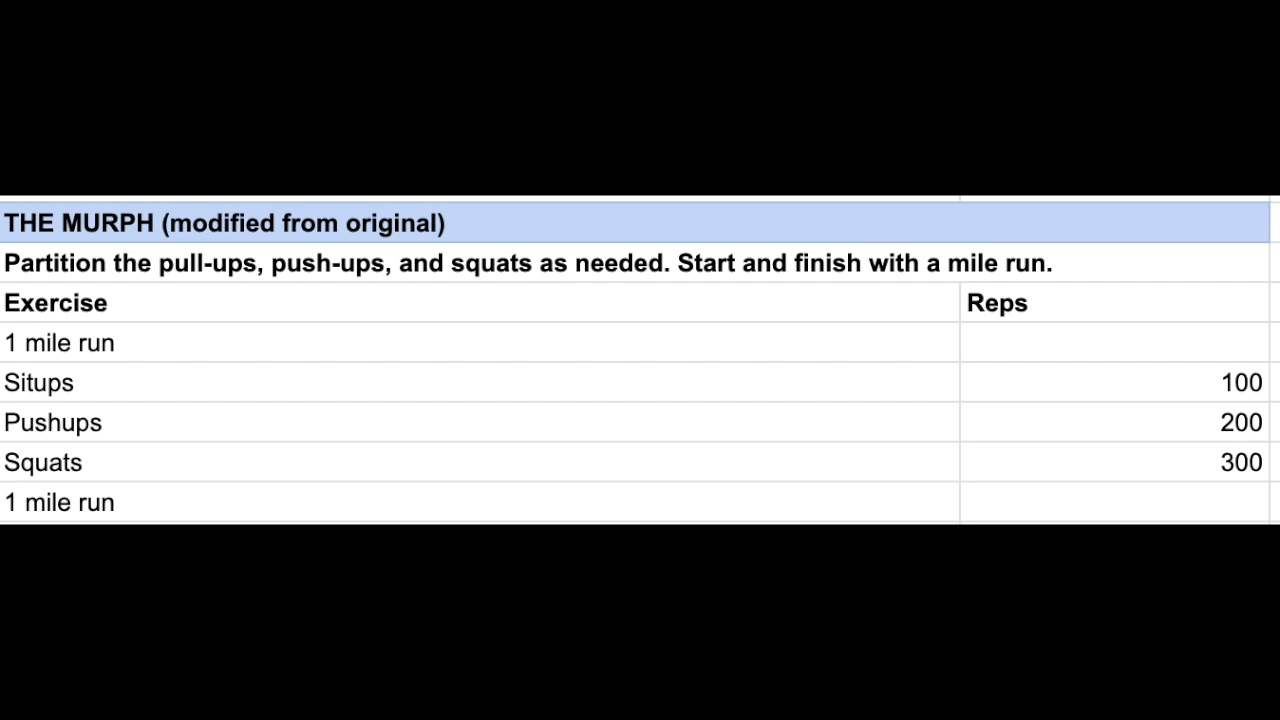 THE MURPH (modified from original)
Partition the pull-ups, push-ups, and squats as needed. Start and finish with a mile run.
Exercise Reps
1 mile run
Situps 100
Pushups 200
Squats 300
1 mile run